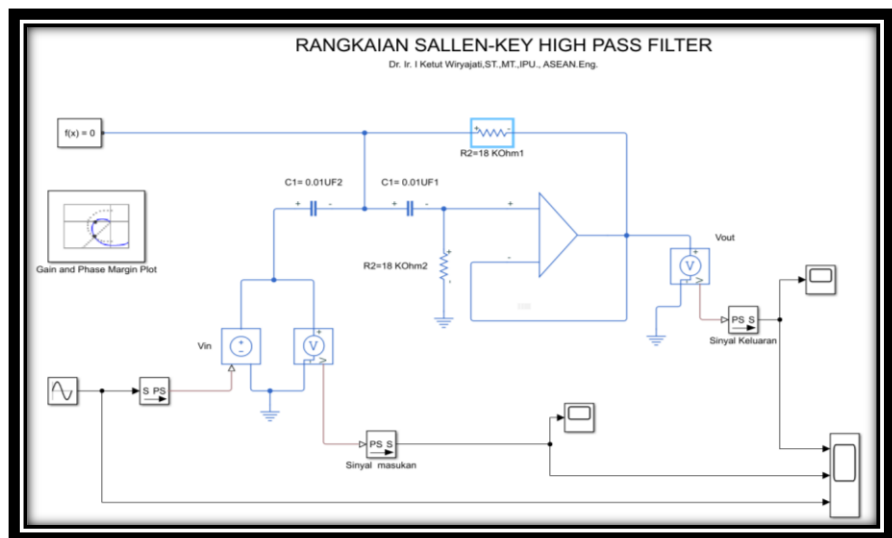 RANGKAIAN SALLEN-KEY HIGH PASS FILTER
Dr. Ir. I Ketut Wiryajati,ST.,MT.,IPU., ASEAN.Eng.
f(x) = 0
+ -
R2=18 KOhm1
C1= 0.01UF2
C1= 0.01UF1
+ -
+ -
+
R2=18 KOhm2
+
-
-
Gain and Phase Margin Plot
Vout
+
V
PS S
Sinyal Keluaran
Vin
+
-
+
V
S PS
PS S
Sinyal masukan